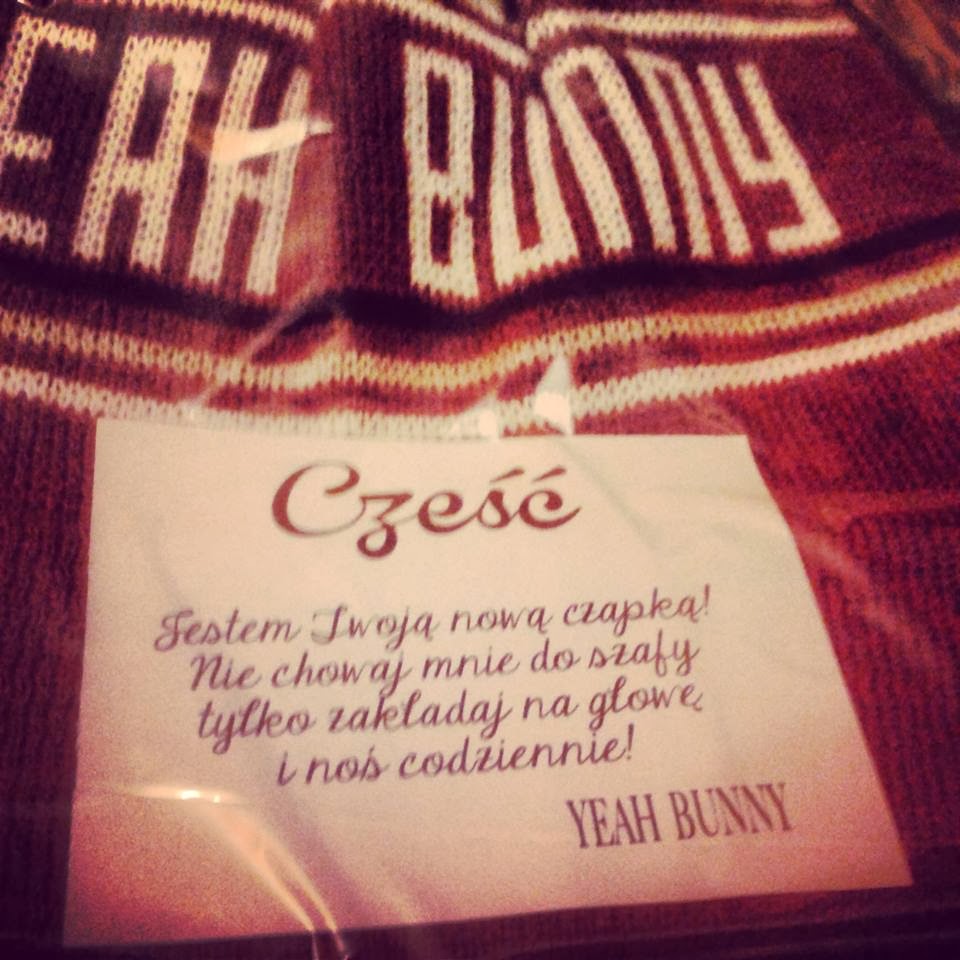 EAH BUNNY
Cześć
Jestem Twoją nową czapką!
Nie chowaj mnie do szafy
tylko zakładaj na głowę
i noś codziennie!
YEAH BUNNY